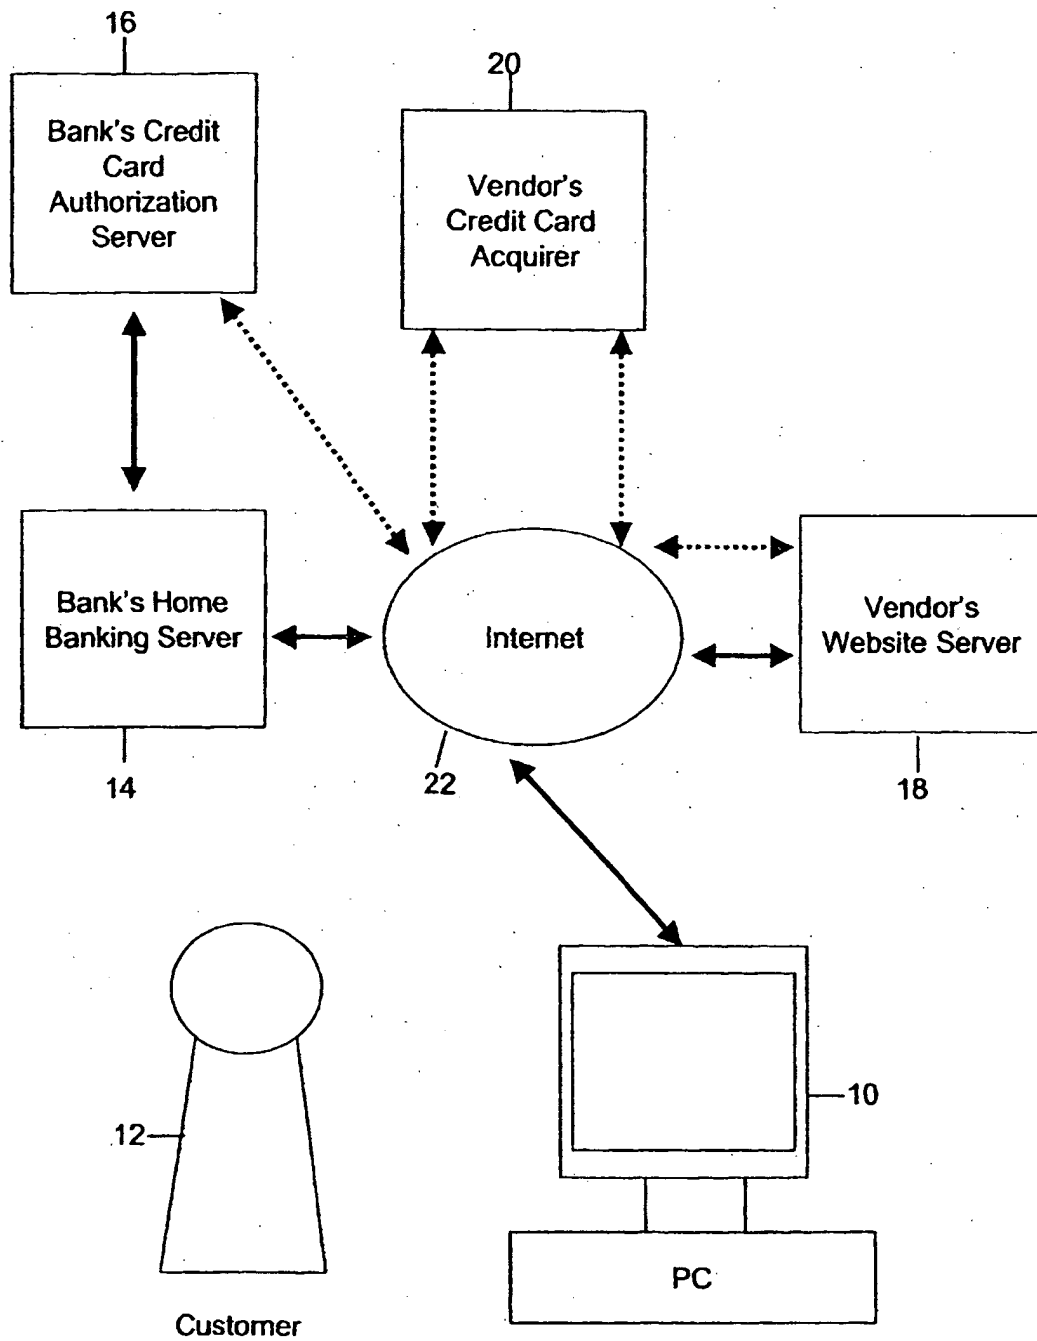 16
20
Bank's Credit
Card
Authorization
Server
Vendor's
Credit Card
Acquirer
Bank's Home
Banking Server
Internet
Vendor's
Website Server
14
22
18
12
10
PC
Customer